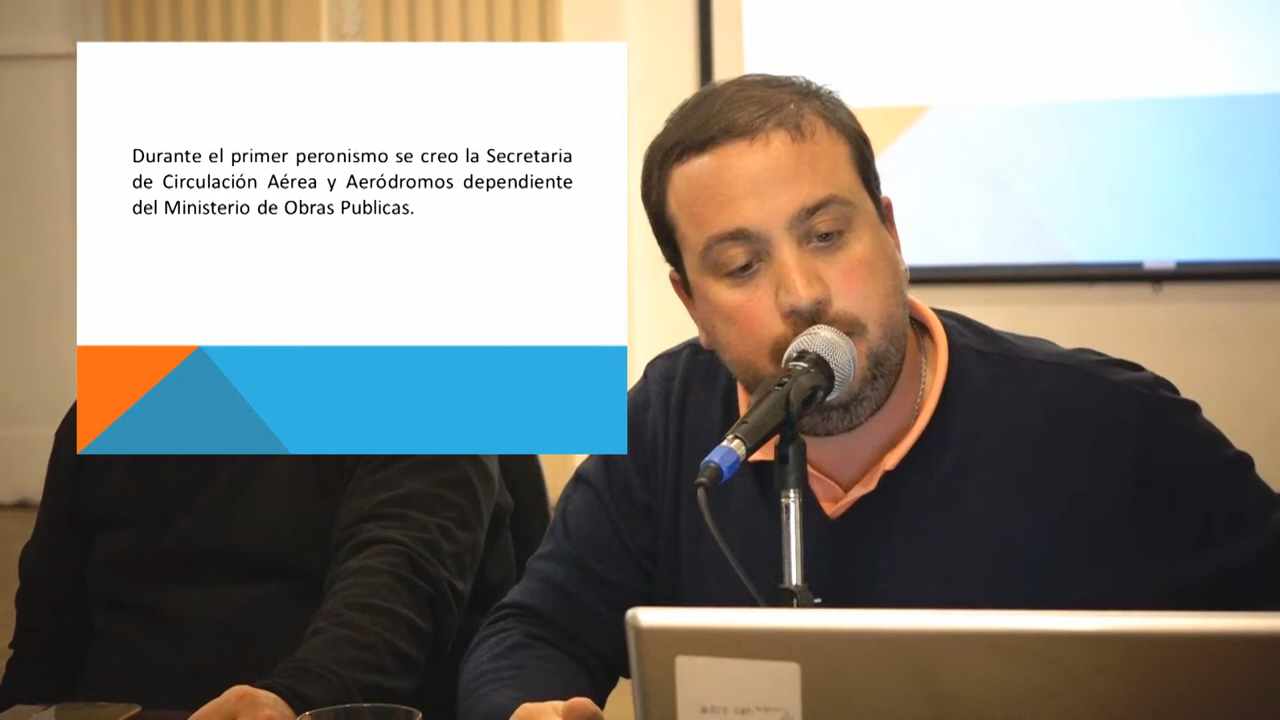 Durante el primer peronismo se creo la Secretaria
de Circulación Aérea y Aeródromos dependiente
del Ministerio de Obras Publicas.